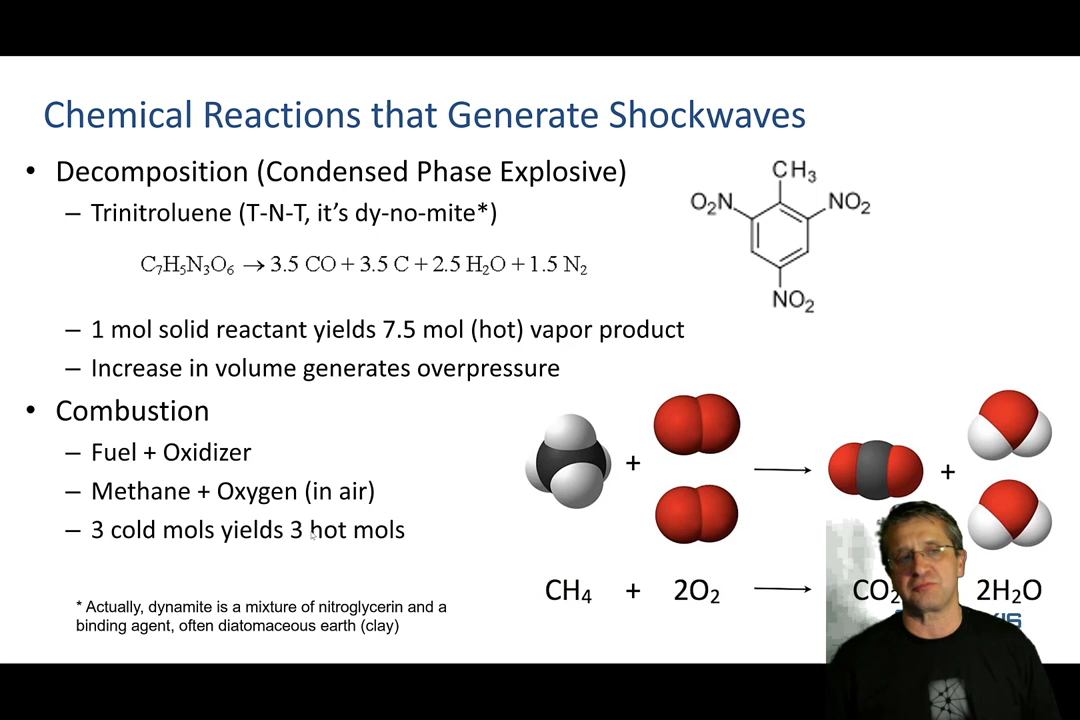 Chemical Reactions that Generate Shockwaves
• Decomposition (Condensed Phase Explosive)
– Trinitroluene (T-N-T, it's dy-no-mite*)
C₇H₅N₃O₆ → 3.5 CO + 3.5 C + 2.5 H₂O + 1.5 N₂
– 1 mol solid reactant yields 7.5 mol (hot) vapor product
– Increase in volume generates overpressure
• Combustion
– Fuel + Oxidizer
– Methane + Oxygen (in air)
– 3 cold mols yields 3 hot mols
* Actually, dynamite is a mixture of nitroglycerin and a
binding agent, often diatomaceous earth (clay)
CH₃
O₂N
NO₂
NO₂
+
+
CH₄ + 2O₂ → CO₂ 2H₂O